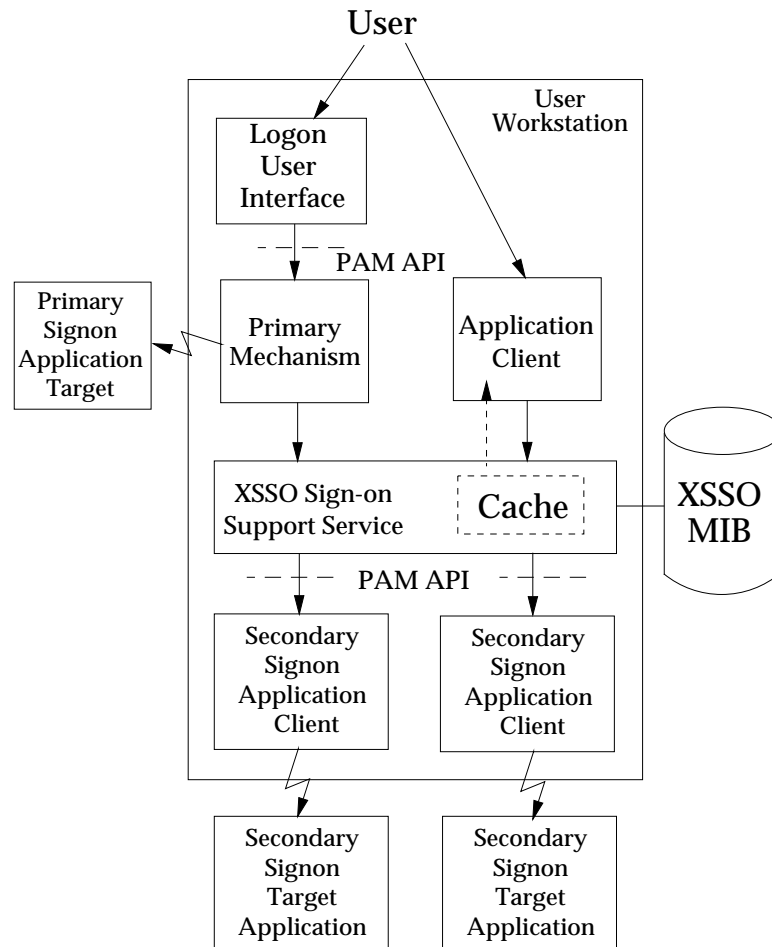 User
User
Workstation
Logon
User
Interface
PAM API
Primary
Signon
Application
Target
Primary
Mechanism
Application
Client
XSSO Sign-on
Support Service
Cache
XSSO
MIB
PAM API
Secondary
Signon
Application
Client
Secondary
Signon
Application
Client
Secondary
Signon
Target
Application
Secondary
Signon
Target
Application